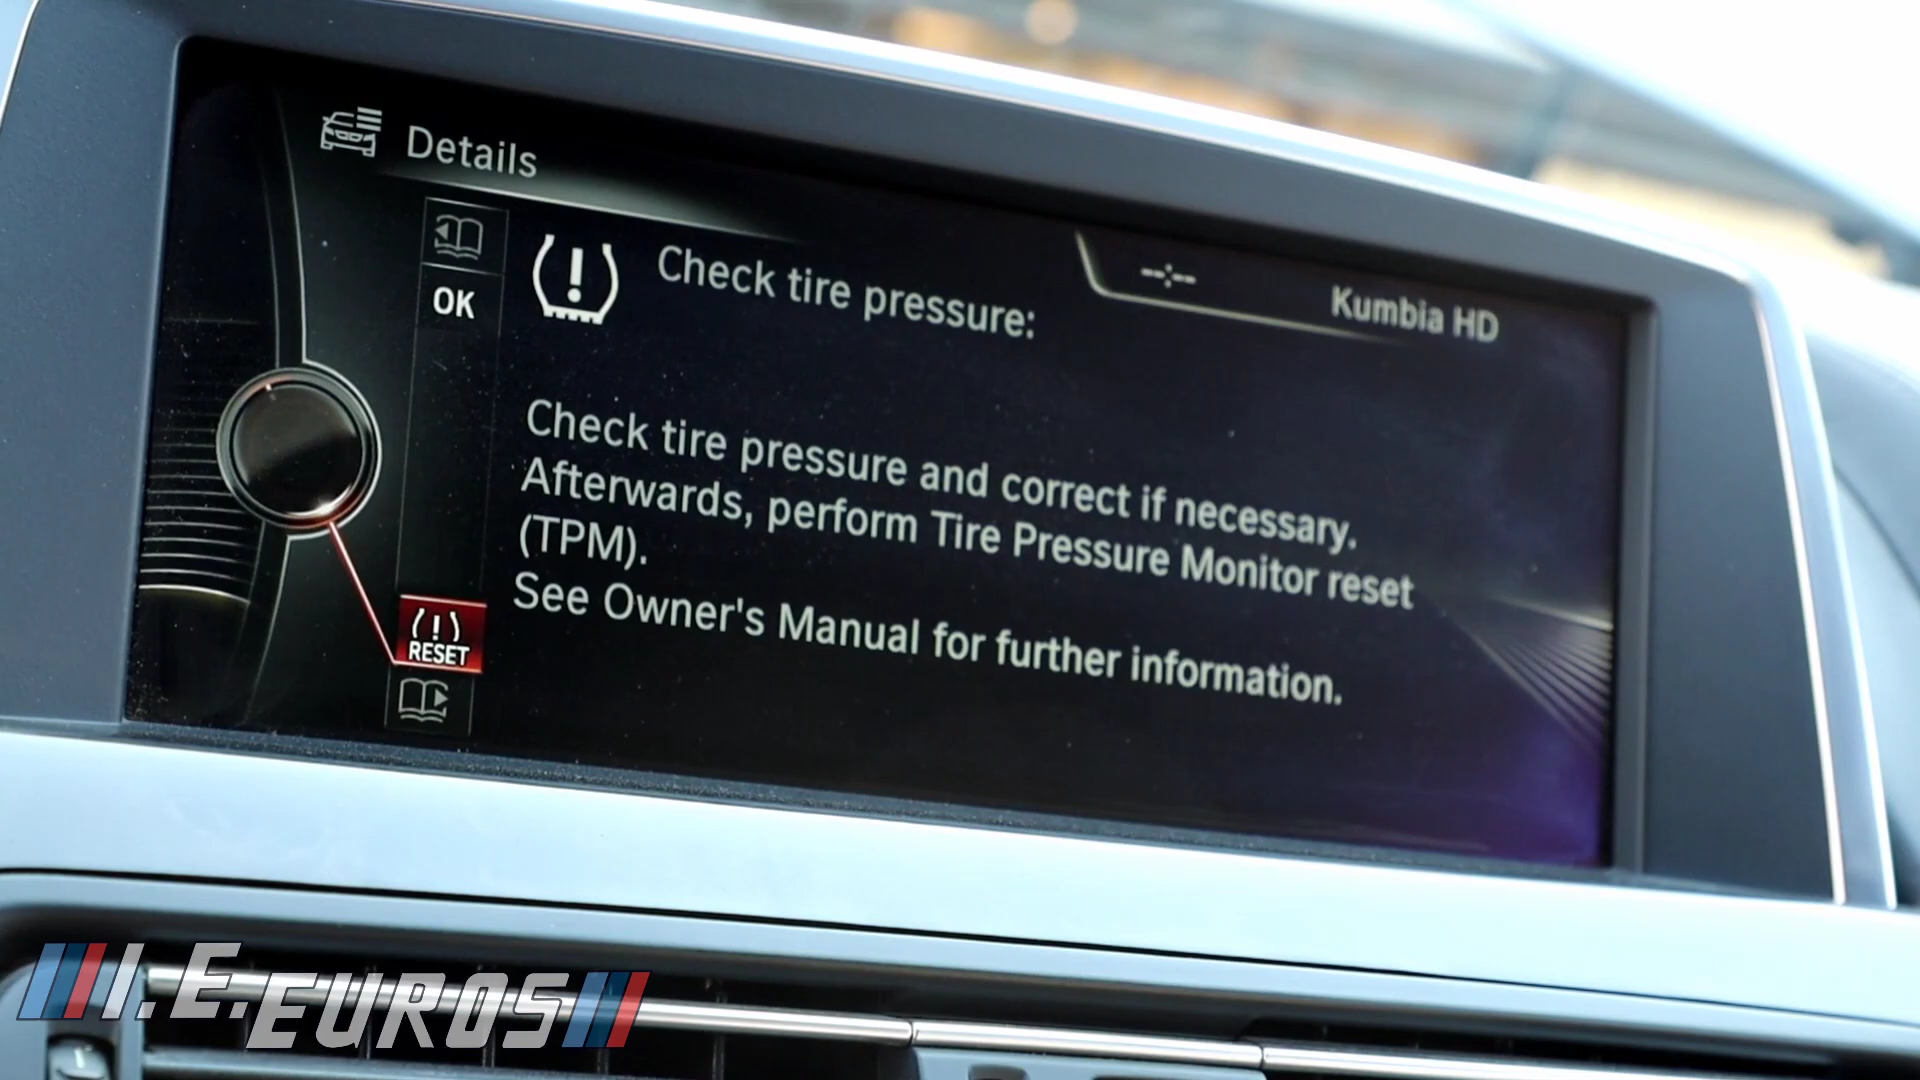 Details
--:--
Kumbia HD
OK
Check tire pressure:
Check tire pressure and correct if necessary.
Afterwards, perform Tire Pressure Monitor reset
(TPM).
See Owner's Manual for further information.
(!)
RESET
I.E. EUROS